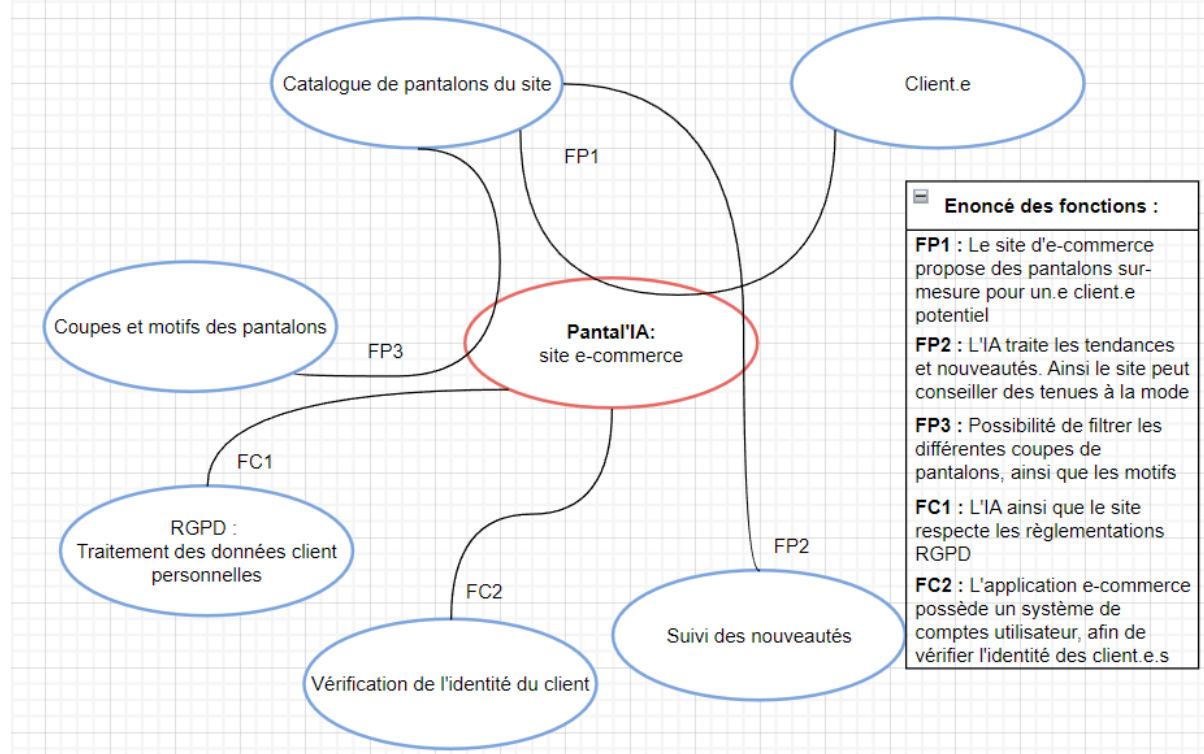 Catalogue de pantalons du site
Client.e
FP1
Coupes et motifs des pantalons
FP3
Pantal'IA:
site e-commerce
FC1
RGPD :
Traitement des données client
personnelles
FC2
Vérification de l'identité du client
FP2
Suivi des nouveautés
Enoncé des fonctions :
FP1 : Le site d'e-commerce
propose des pantalons sur-
mesure pour un.e client.e
potentiel
FP2 : L'IA traite les tendances
et nouveautés. Ainsi le site peut
conseiller des tenues à la mode
FP3 : Possibilité de filtrer les
différentes coupes de
pantalons, ainsi que les motifs
FC1 : L'IA ainsi que le site
respecte les règlementations
RGPD
FC2 : L'application e-commerce
possède un système de
comptes utilisateur, afin de
vérifier l'identité des client.e.s